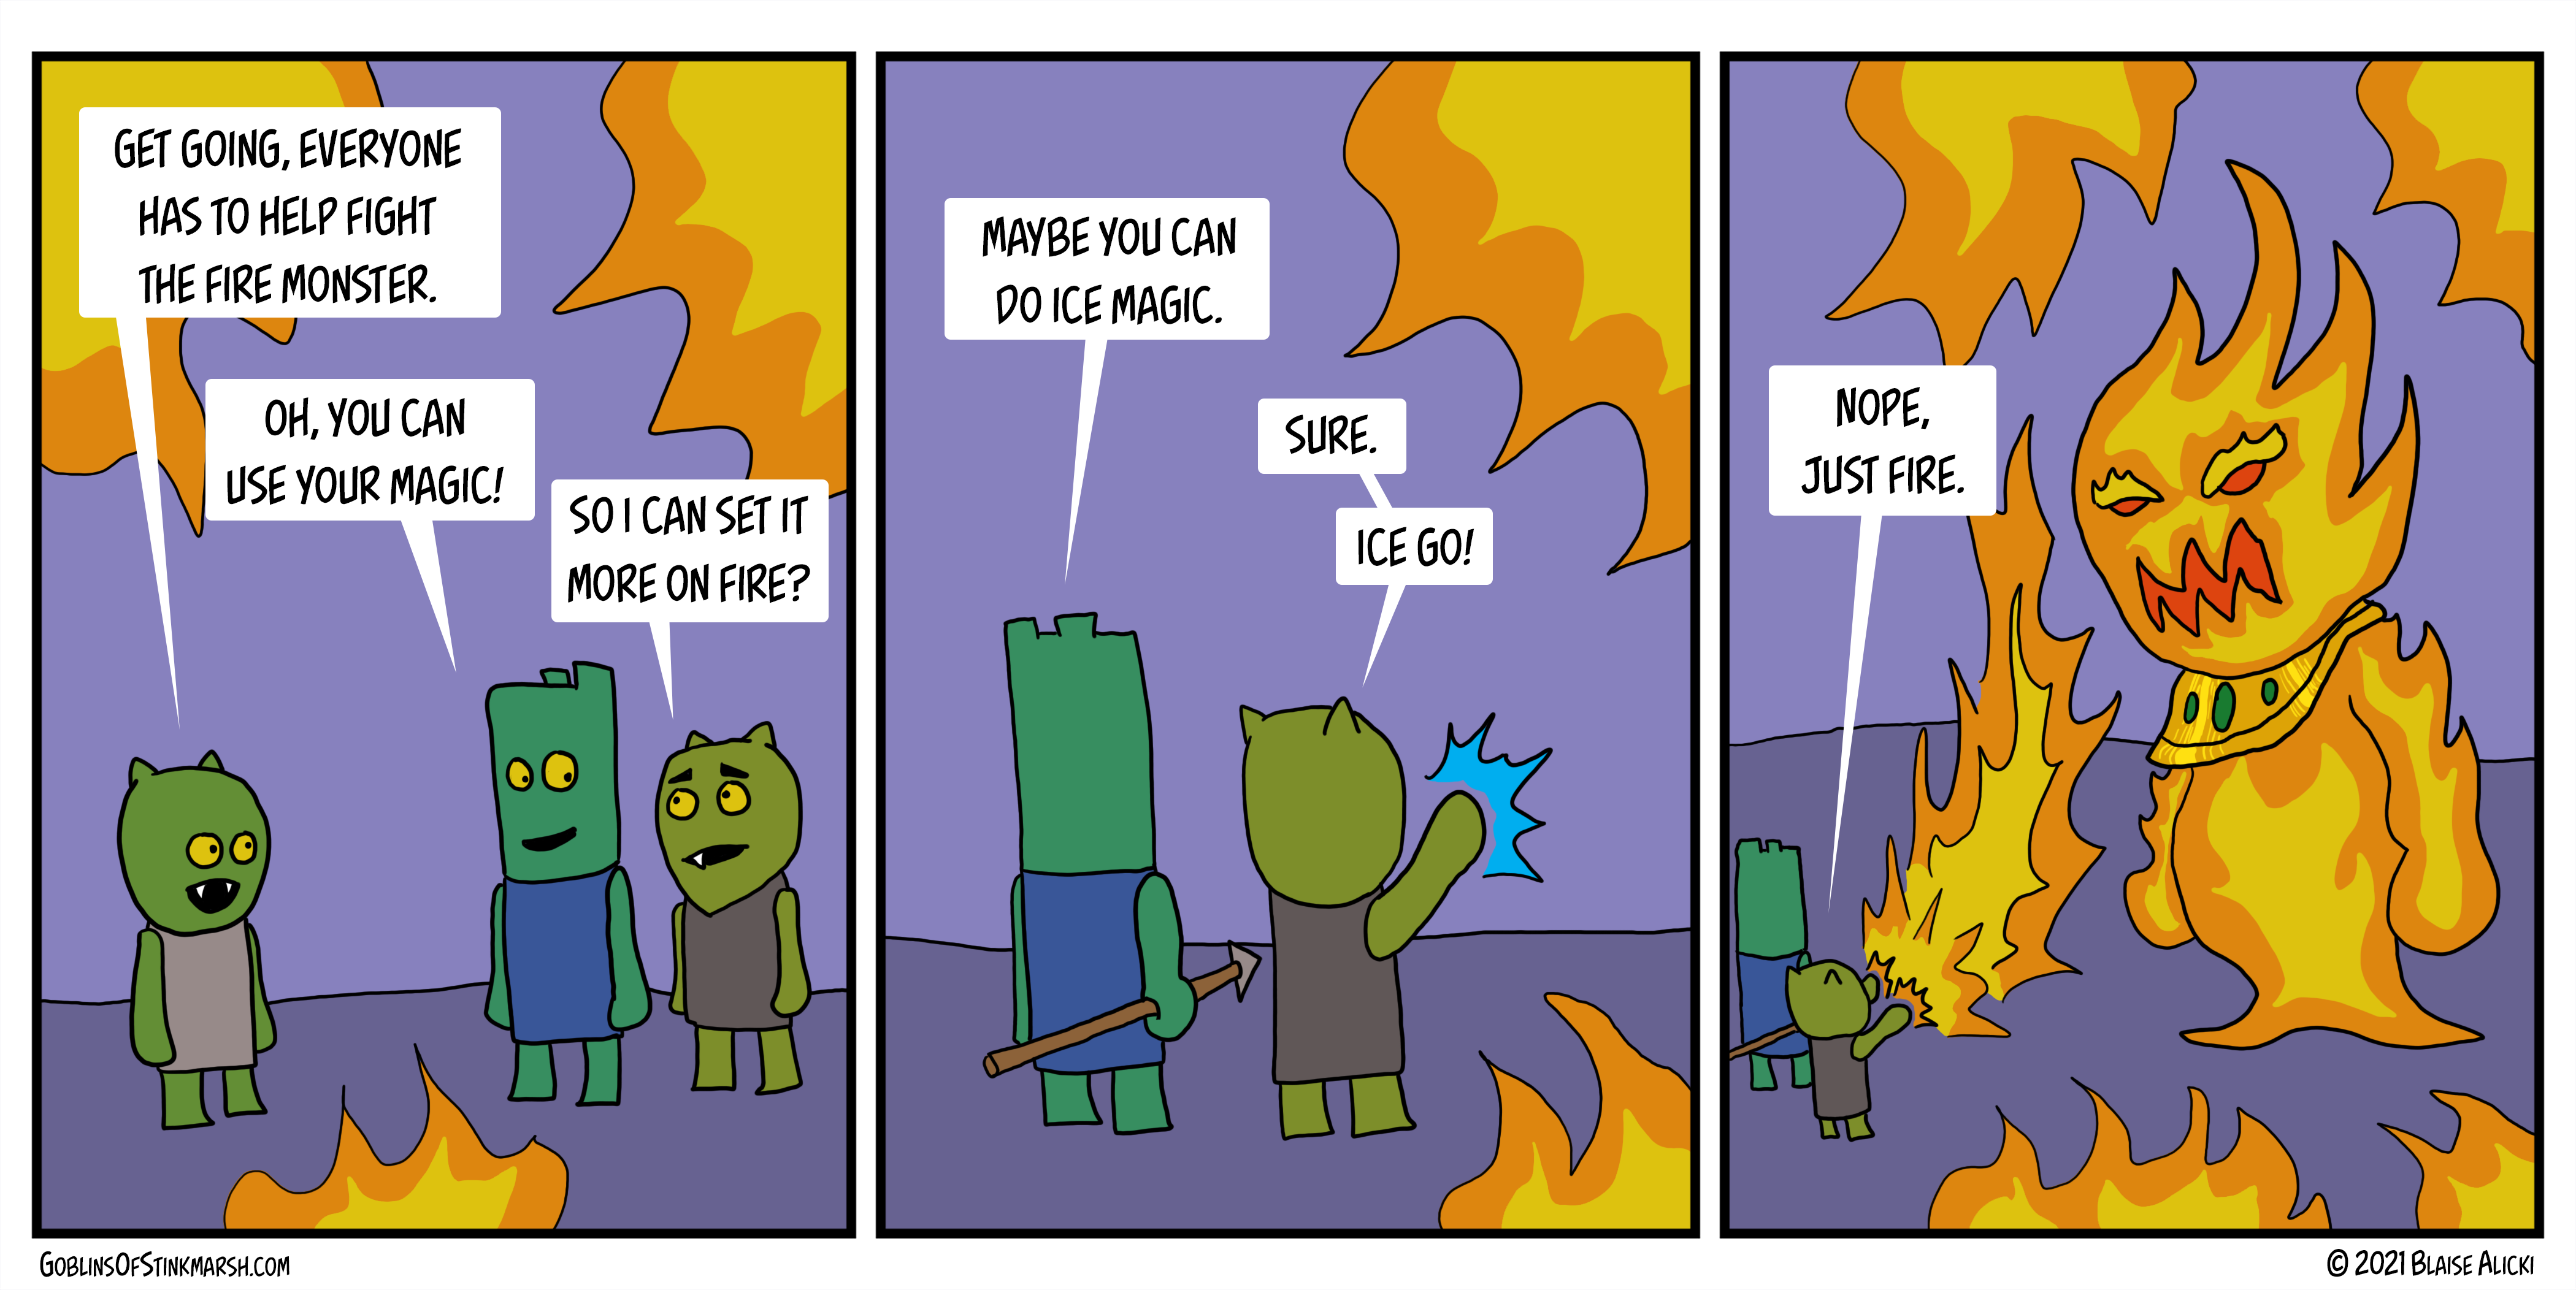 GET GOING, EVERYONE
HAS TO HELP FIGHT
THE FIRE MONSTER.
OH, YOU CAN
USE YOUR MAGIC!
SO I CAN SET IT
MORE ON FIRE?
MAYBE YOU CAN
DO ICE MAGIC.
SURE.
ICE GO!
NOPE,
JUST FIRE.
GOBLINSOFSTINKMARSH.COM
© 2021 BLAISE ALICKI